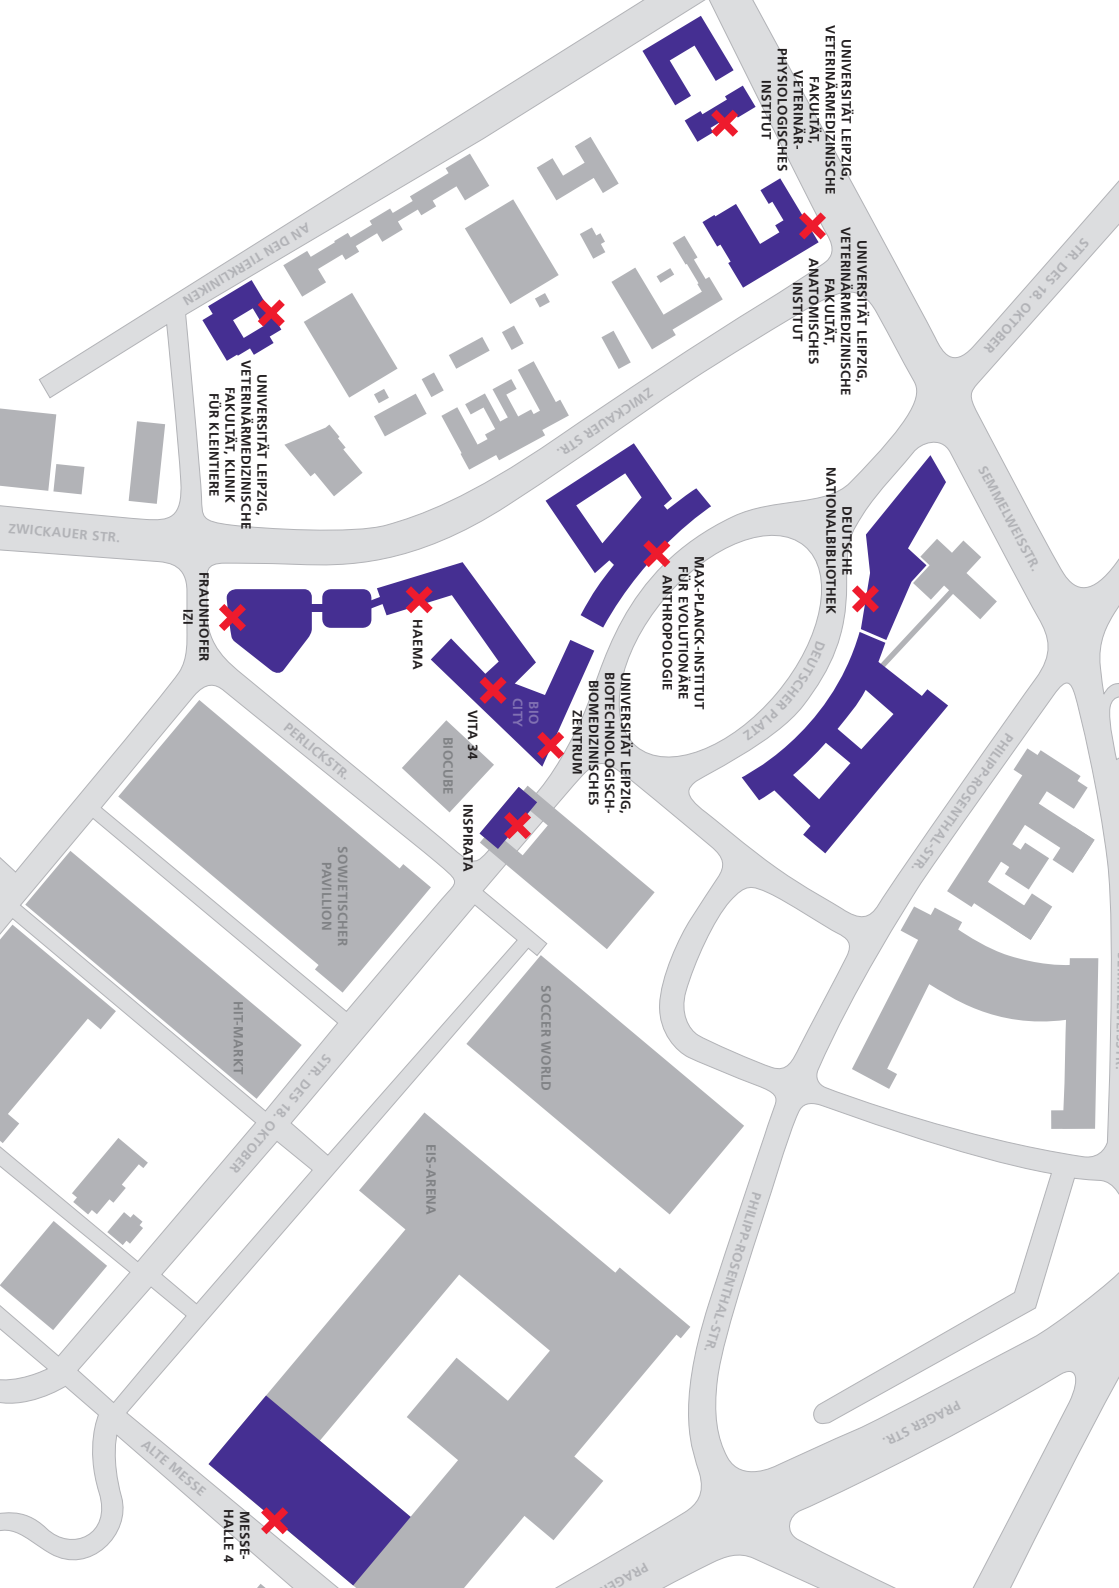 UNIVERSITÄT LEIPZIG,
VETERINÄRMEDIZINISCHE
FAKULTÄT,
VETERINÄR-
PHYSIOLOGISCHES
INSTITUT
UNIVERSITÄT LEIPZIG,
VETERINÄRMEDIZINISCHE
FAKULTÄT,
ANATOMISCHES
INSTITUT
STR. DES 18. OKTOBER
AN DEN TIERKLINIKEN
UNIVERSITÄT LEIPZIG,
VETERINÄRMEDIZINISCHE
FAKULTÄT, KLINIK
FÜR KLEINTIERE
ZWICKAUER STR.
ZWICKAUER STR.
SEMMELWEISSTR.
DEUTSCHE
NATIONALBIBLIOTHEK
MAX-PLANCK-INSTITUT
FÜR EVOLUTIONÄRE
ANTHROPOLOGIE
FRAUNHOFER
IZI
HAEMA
DEUTSCHER PLATZ
UNIVERSITÄT LEIPZIG,
BIOTECHNOLOGISCH-
BIOMEDIZINISCHES
ZENTRUM
BIO
CITY
VITA 34
BIOCUBE
PERLICKSTR.
INSPIRATA
PHILIPP-ROSENTHAL-STR.
SOWJETISCHER
PAVILLION
HIT-MARKT
SOCCER WORLD
STR. DES 18. OKTOBER
EIS-ARENA
PHILIPP-ROSENTHAL-STR.
PRAGER STR.
ALTE MESSE
MESSE-
HALLE 4
PRAGER